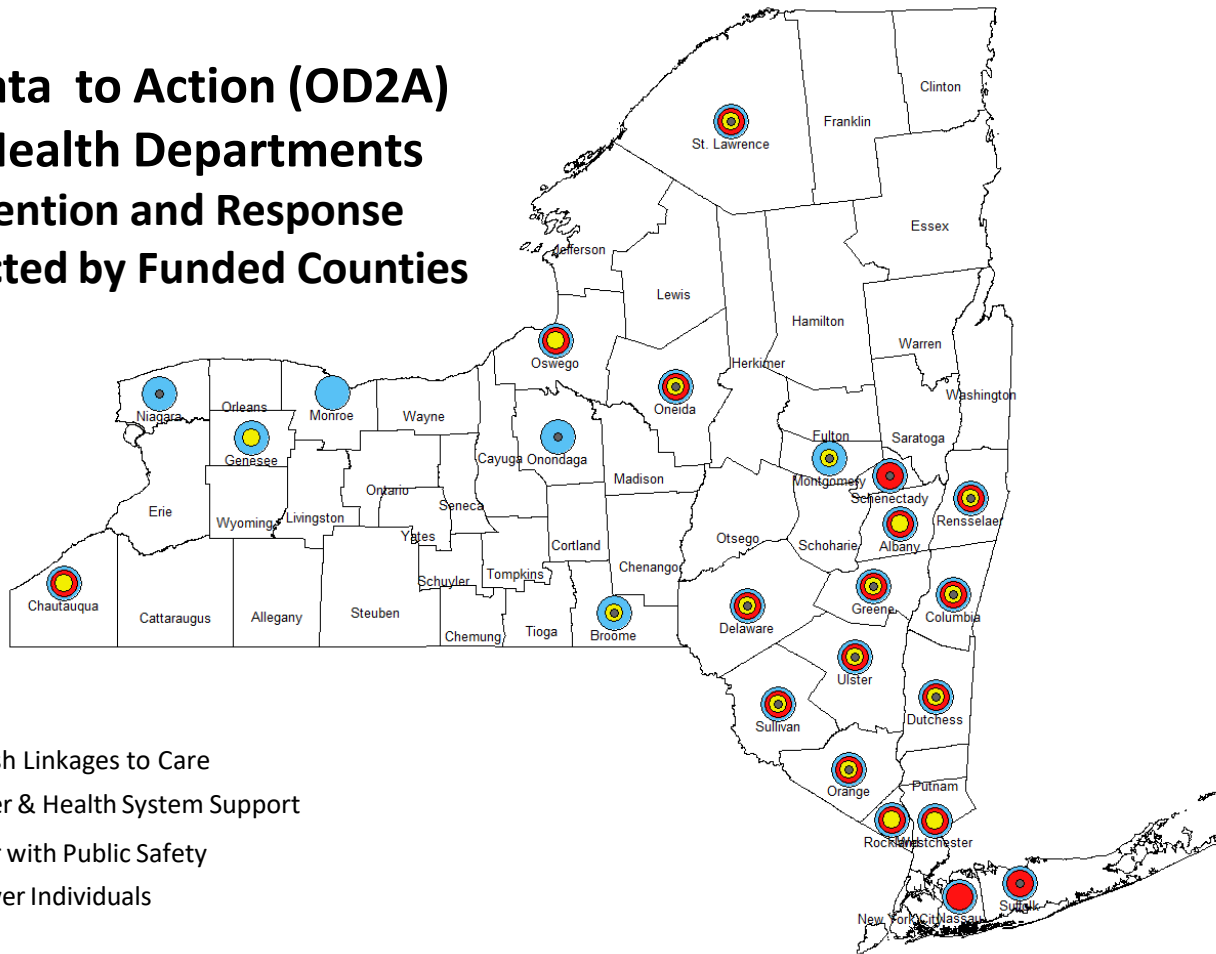 ata to Action (OD2A)
Health Departments
ention and Response
cted by Funded Counties
Clinton
Franklin
St. Lawrence
Essex
Jefferson
Lewis
Hamilton
Warren
Oswego
Herkimer
Washington
Oneida
Niagara
Orleans
Monroe
Wayne
Fulton
Saratoga
Genesee
Cayuga
Onondaga
Madison
Montgomery
Ontario
Seneca
Schenectady
Erie
Wyoming
Livingston
Rensselaer
Yates
Otsego
Schoharie
Albany
Cortland
Chenango
Schuyler
Tompkins
Chautauqua
Cattaraugus
Allegany
Steuben
Greene
Columbia
Chemung
Tioga
Broome
Delaware
Ulster
Sullivan
Dutchess
Orange
Putnam
Rockland
Westchester
Suffolk
New York City
Nassau
sh Linkages to Care
er & Health System Support
r with Public Safety
ver Individuals